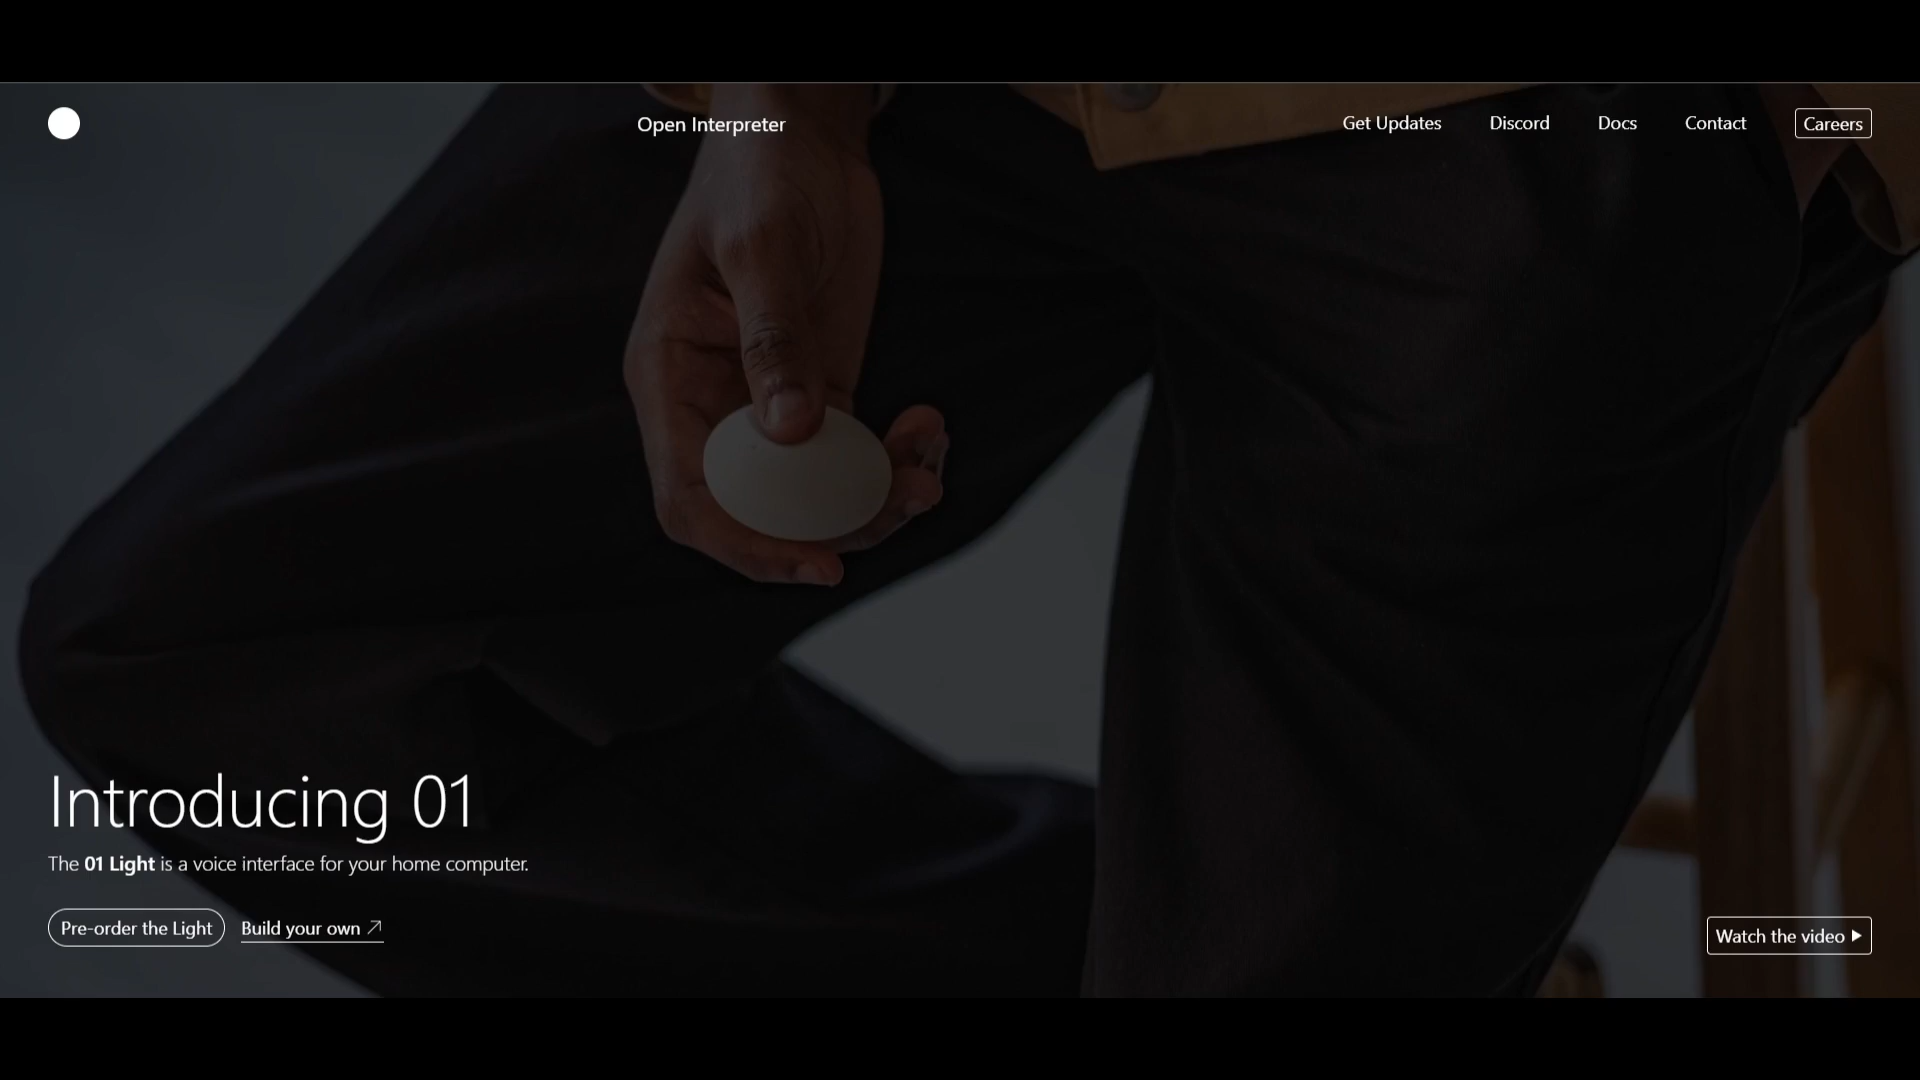 Open Interpreter
Get Updates
Discord
Docs
Contact
Careers
Introducing 01
The 01 Light is a voice interface for your home computer.
Pre-order the Light
Build your own
Watch the video